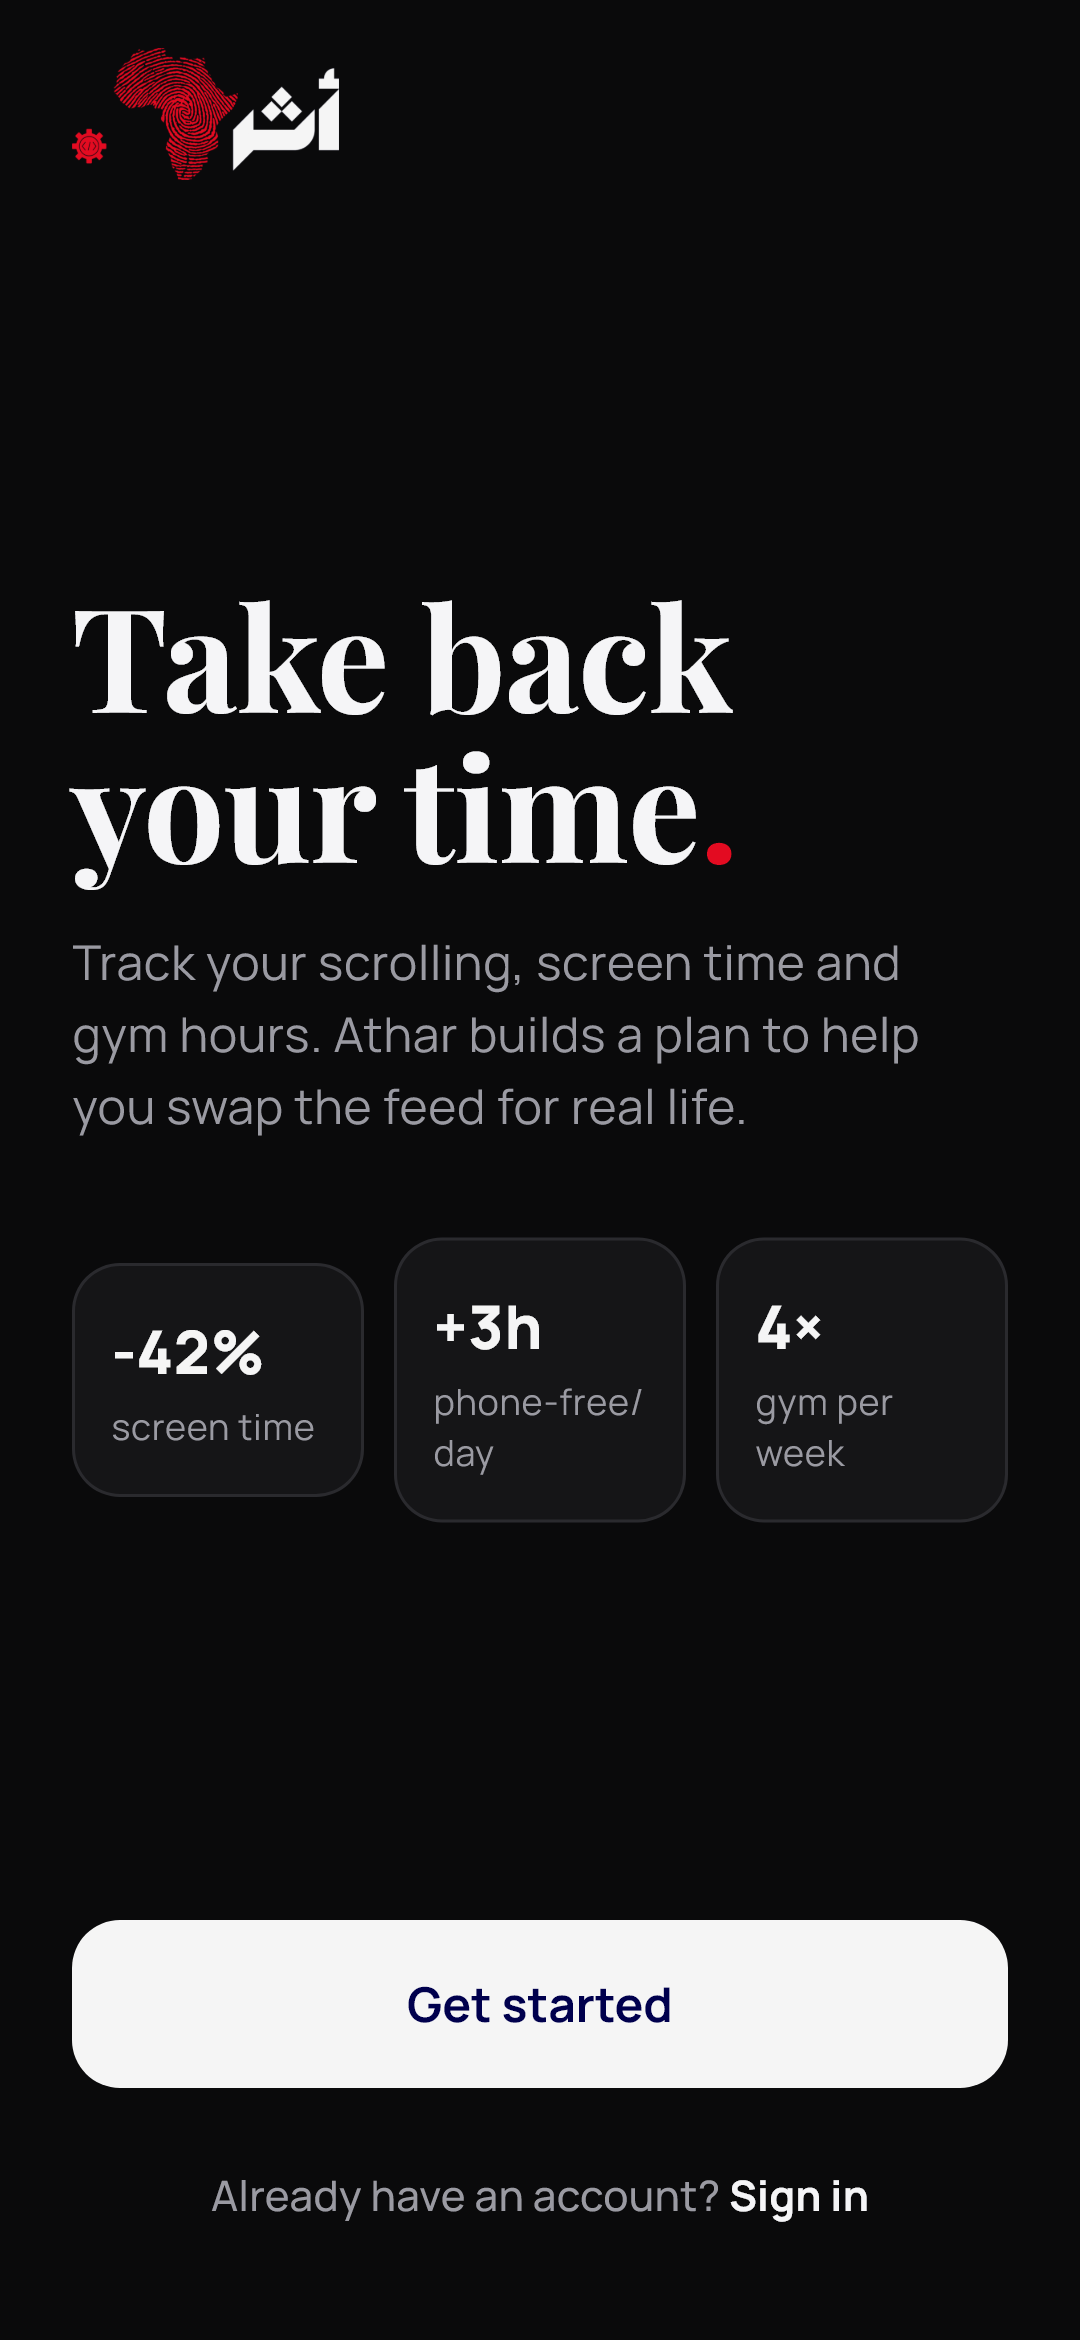 أثر
Take back
your time.
Track your scrolling, screen time and
gym hours. Athar builds a plan to help
you swap the feed for real life.
-42%
screen time
+3h
phone-free/
day
4×
gym per
week
Get started
Already have an account? Sign in